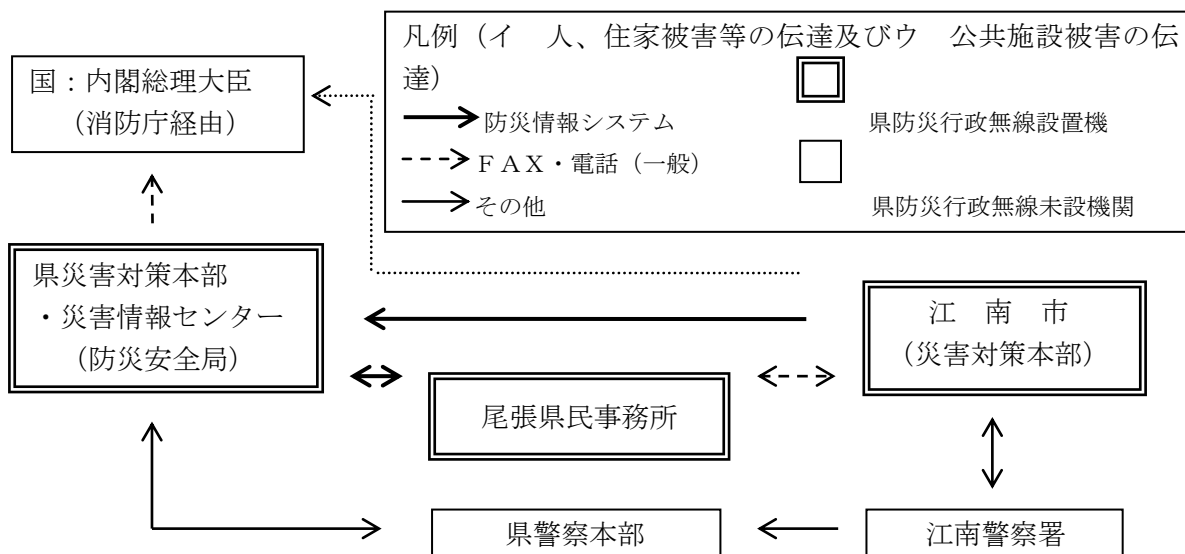 凡例（イ　人、住家被害等の伝達及びウ　公共施設被害の伝
達）
防災情報システム
県防災行政無線設置機
ＦＡＸ・電話（一般）
その他
県防災行政無線未設機関
国：内閣総理大臣
（消防庁経由）
県災害対策本部
・災害情報センター
（防災安全局）
江　南　市
（災害対策本部）
尾張県民事務所
県警察本部
江南警察署